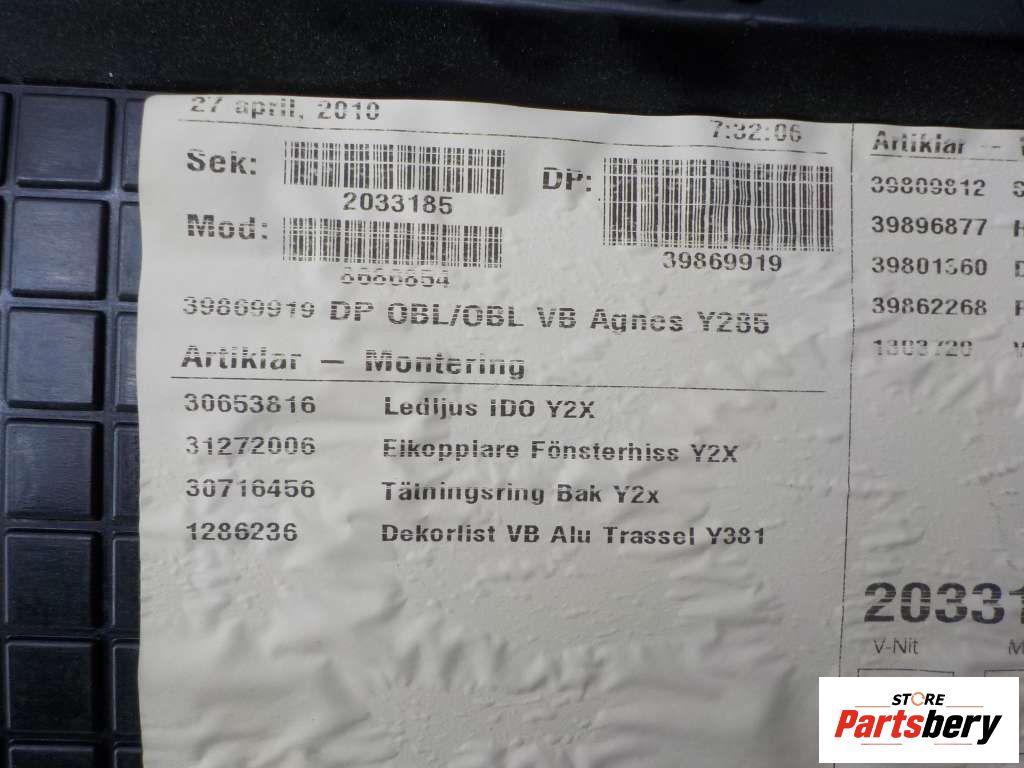 27 april, 2010
7:32:06
Sek:
2033185
DP:
39869919
Mod:
39869919 DP OBL/OBL VB Agnes Y285
Artiklar – Montering
30653816 Ledljus IDO Y2X
31272006 Elkopplare Fönsterhiss Y2X
30716456 Tätningsring Bak Y2x
1286236 Dekorlist VB Alu Trassel Y381
Artiklar --
39809812
39896877 H
39801360
39862268
20331
V-Nit M
STORE
Partsbery